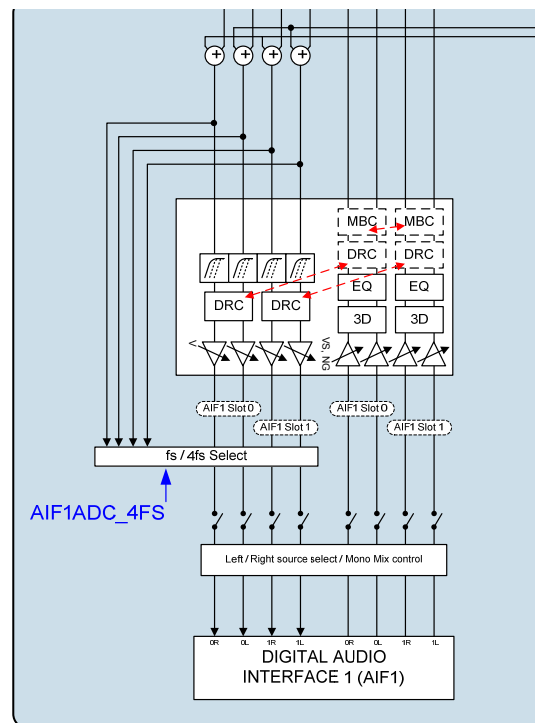 + + + +
MBC MBC
DRC DRC
EQ EQ
DRC DRC
3D 3D
V
VS, NG
AIF1 Slot 0 AIF1 Slot 0
AIF1 Slot 1 AIF1 Slot 1
fs / 4fs Select
AIF1ADC_4FS
Left / Right source select / Mono Mix control
0R 0L 1R 1L 0R 0L 1R 1L
DIGITAL AUDIO
INTERFACE 1 (AIF1)